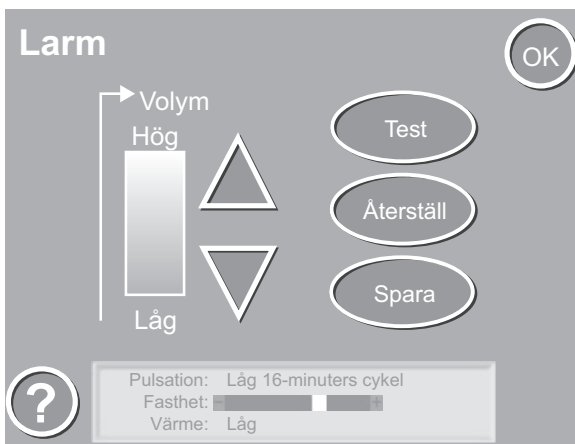 Larm
OK
Volym
Hög
Låg
Test
Återställ
Spara
?
Pulsation: Låg 16-minuters cykel
Fasthet: - +
Värme: Låg